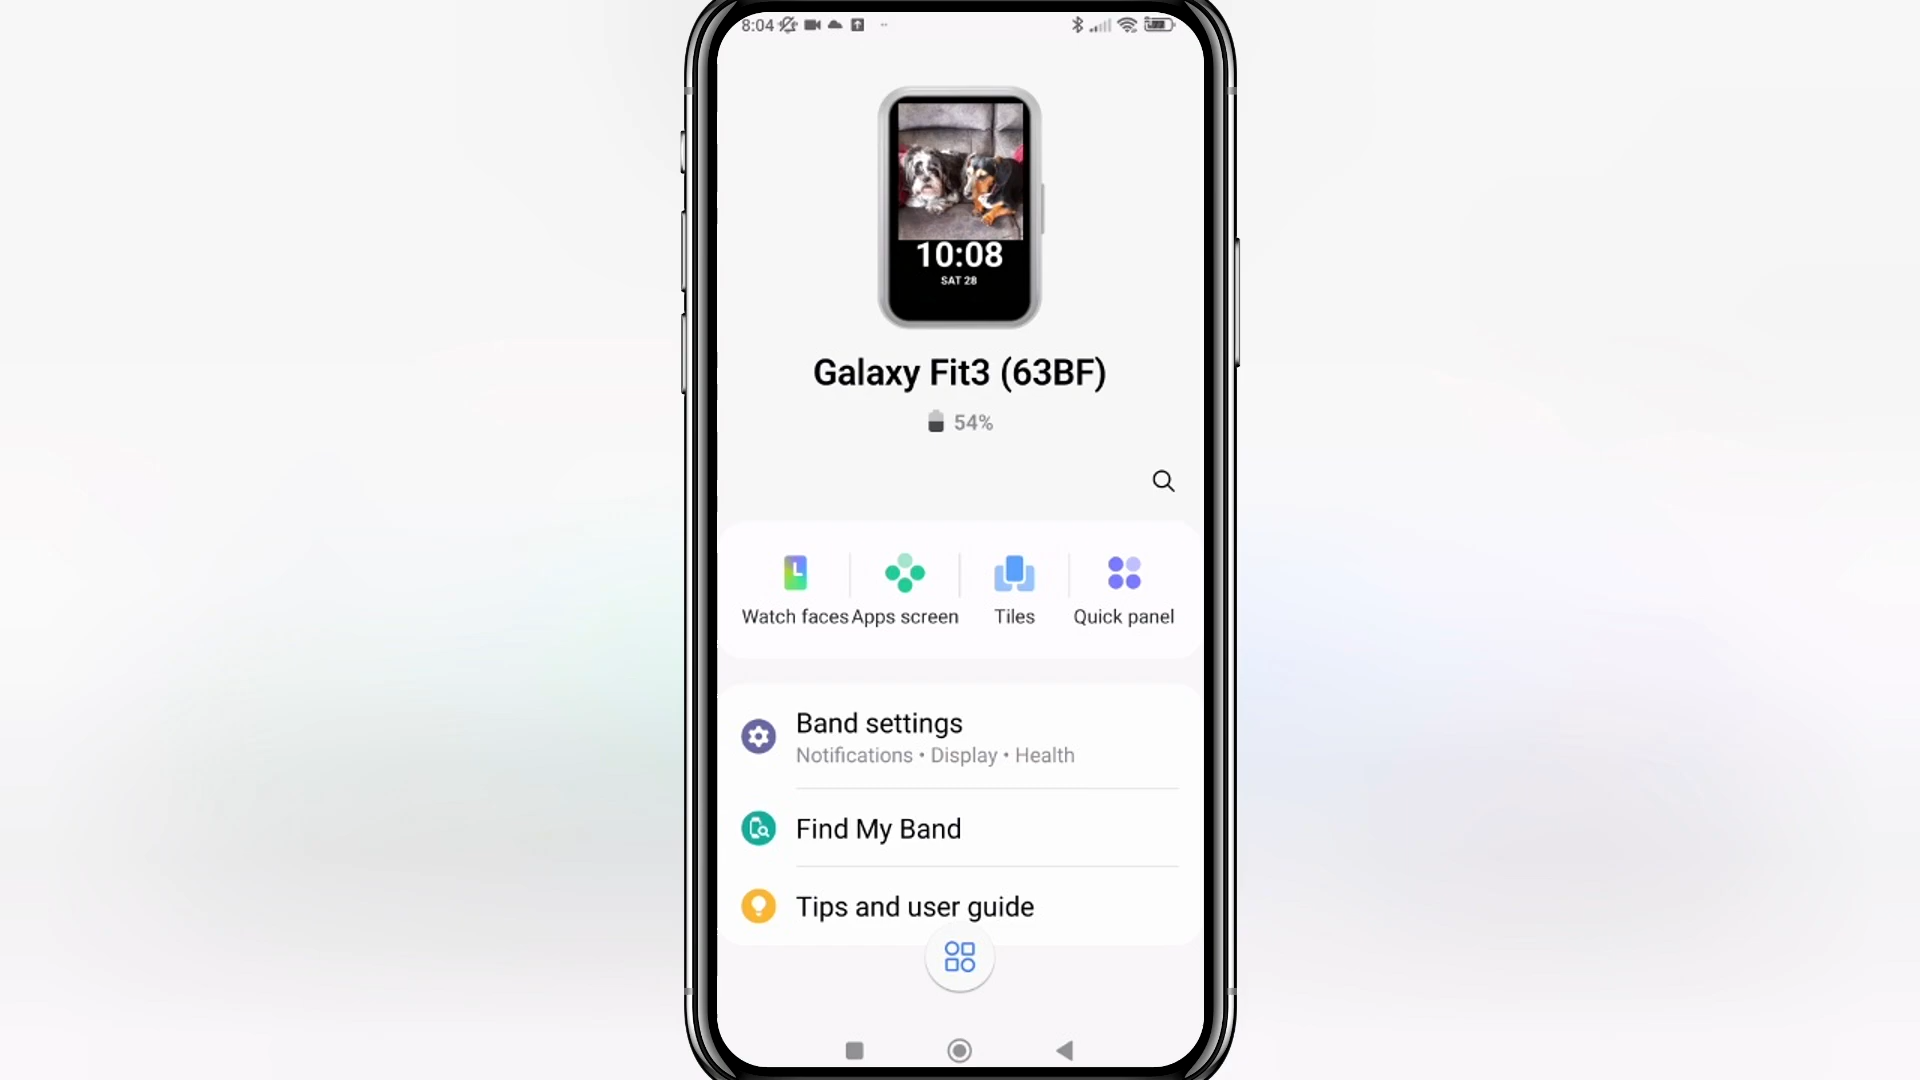 8:04
10:08
SAT 28
Galaxy Fit3 (63BF)
54%
Watch faces Apps screen Tiles Quick panel
Band settings
Notifications • Display • Health
Find My Band
Tips and user guide